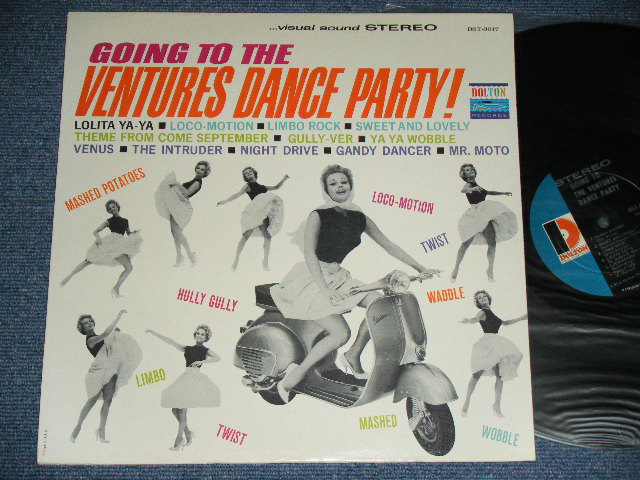 ...visual sound STEREO
DST-8017
GOING TO THE
VENTURES DANCE PARTY!
DOLTON
RECORDS
LOLITA YA-YA ■ LOCO-MOTION ■ LIMBO ROCK ■ SWEET AND LOVELY
THEME FROM COME SEPTEMBER ■ GULLY-VER ■ YA YA WOBBLE
VENUS ■ THE INTRUDER ■ NIGHT DRIVE ■ GANDY DANCER ■ MR. MOTO
MASHED POTATOES
LOCO-MOTION
TWIST
HULLY GULLY
WADDLE
LIMBO
TWIST
MASHED
WOBBLE
STEREO
GOING TO
THE VENTURES
DANCE PARTY